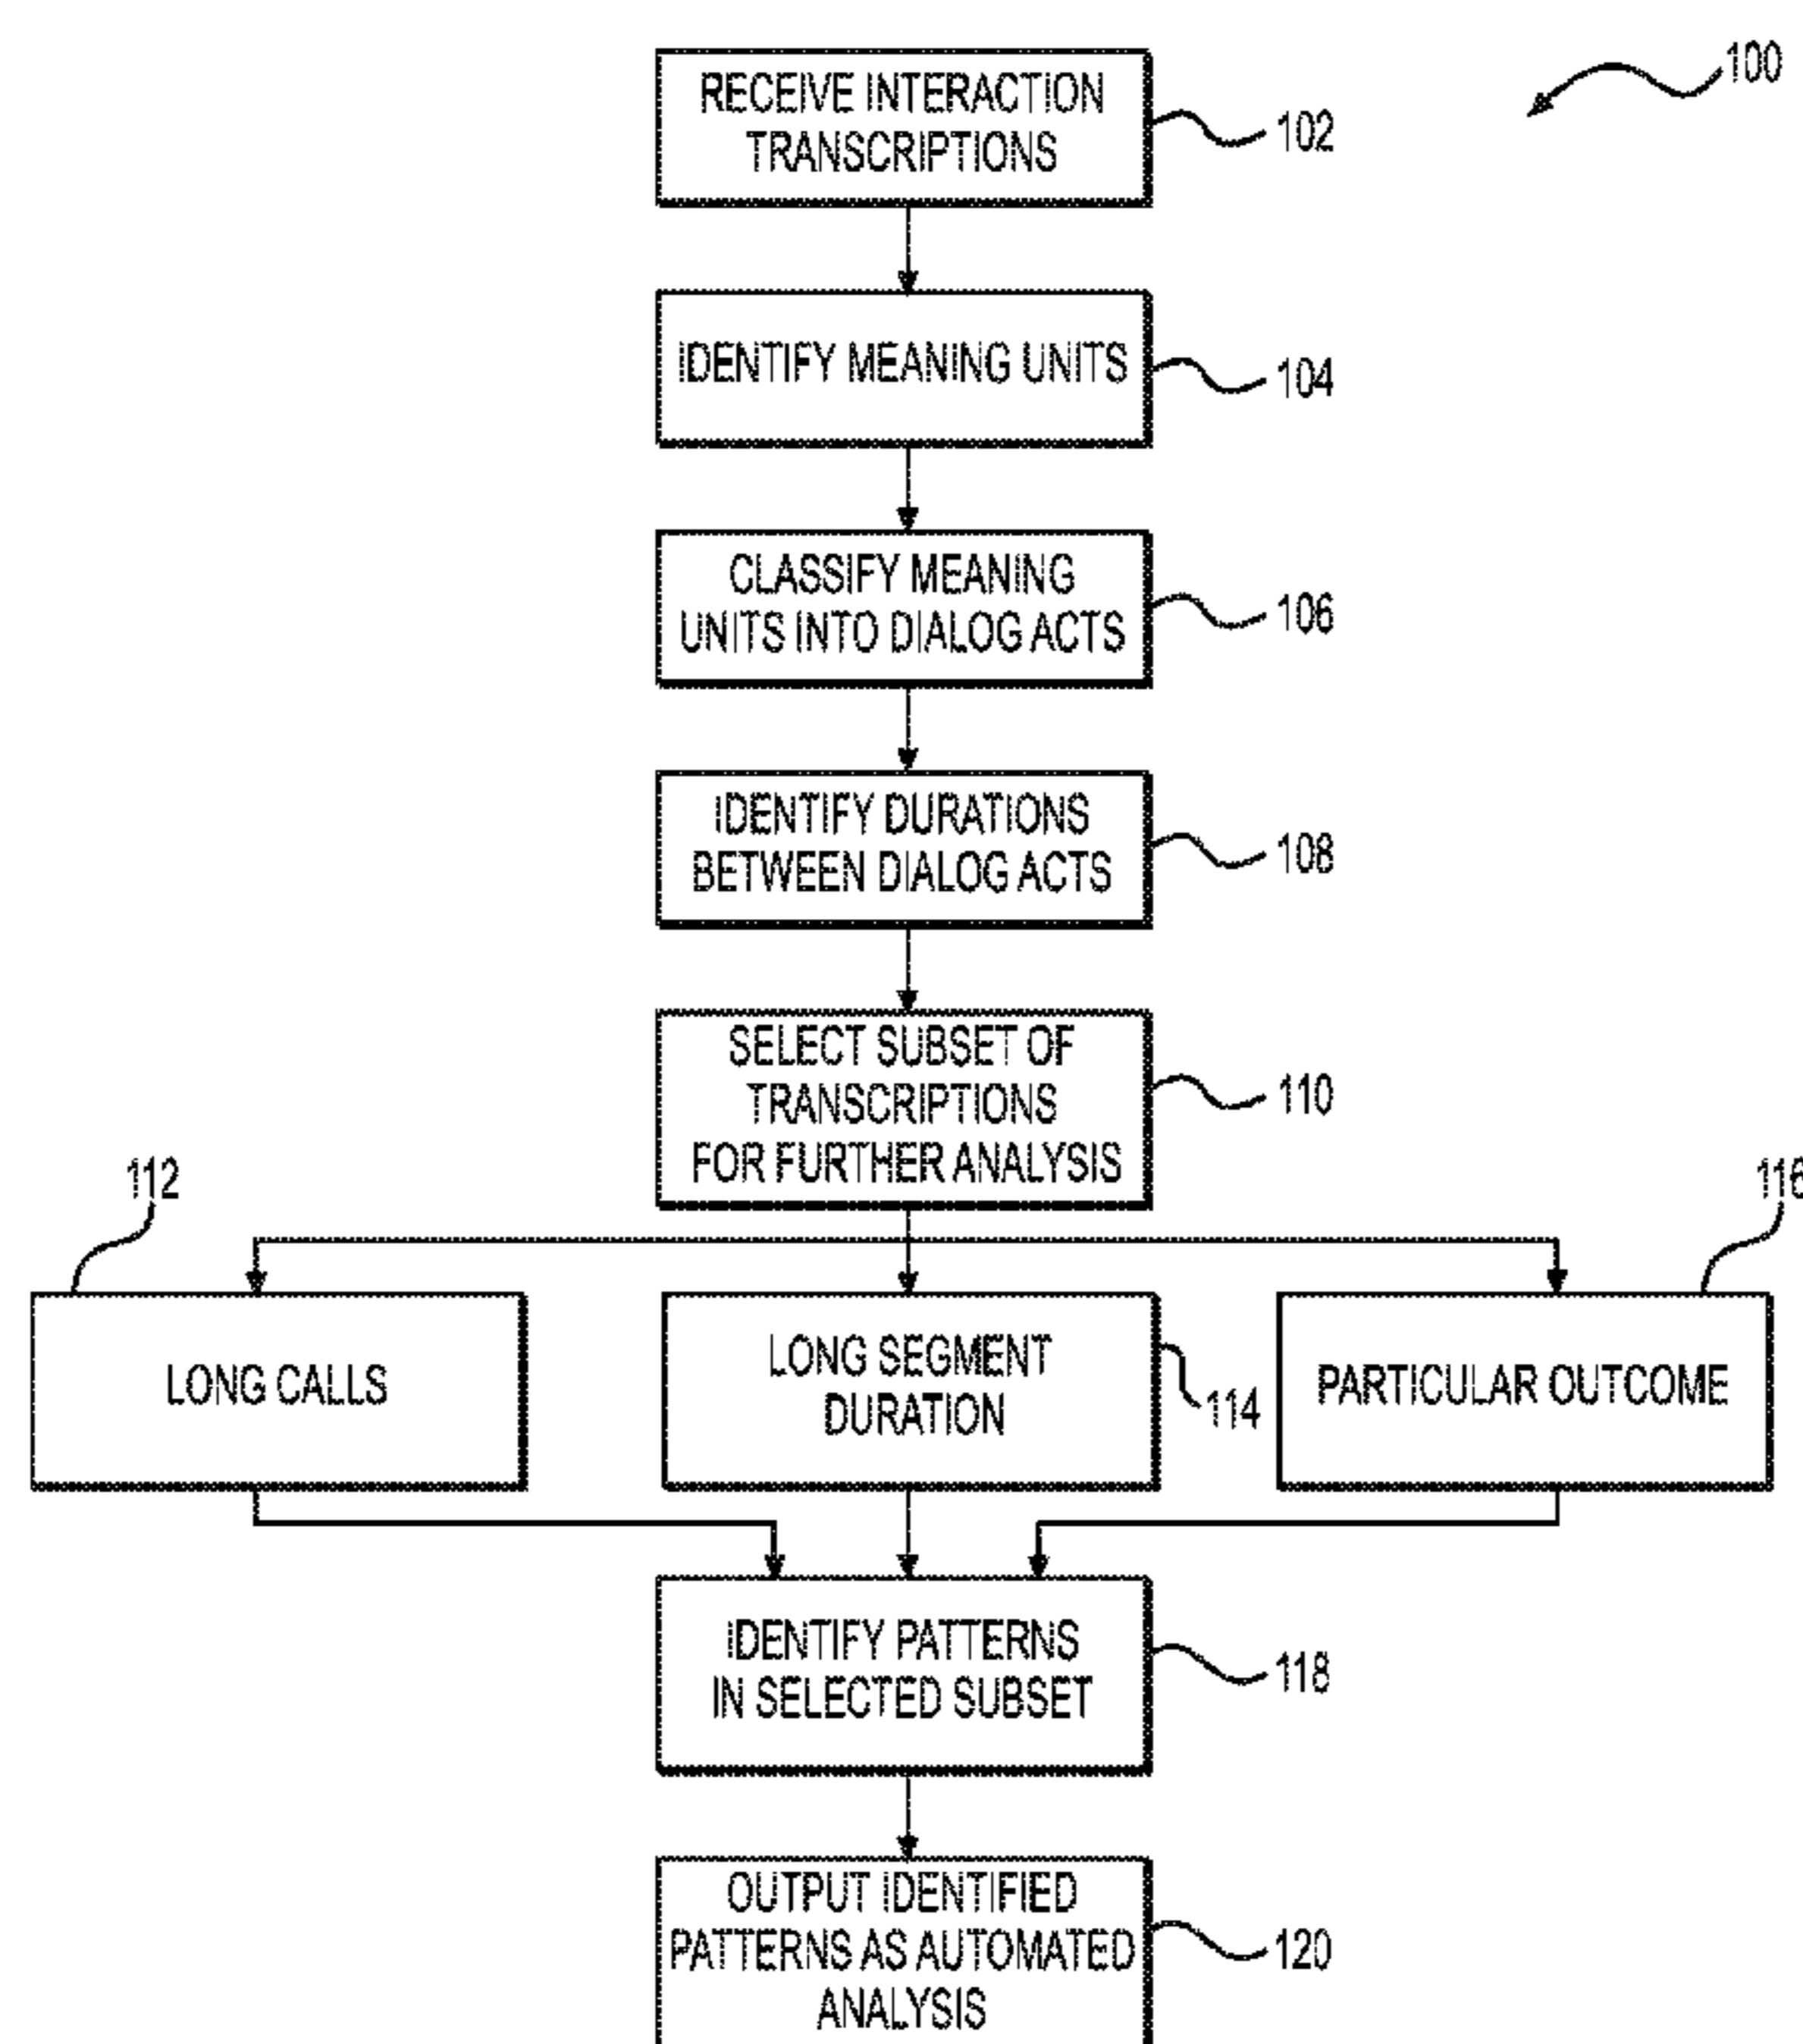 100
RECEIVE INTERACTION
TRANSCRIPTIONS
102
IDENTIFY MEANING UNITS
104
CLASSIFY MEANING
UNITS INTO DIALOG ACTS
106
IDENTIFY DURATIONS
BETWEEN DIALOG ACTS
108
SELECT SUBSET OF
TRANSCRIPTIONS
FOR FURTHER ANALYSIS
110
112
116
LONG CALLS
LONG SEGMENT
DURATION
114
PARTICULAR OUTCOME
IDENTIFY PATTERNS
IN SELECTED SUBSET
118
OUTPUT IDENTIFIED
PATTERNS AS AUTOMATED
ANALYSIS
120